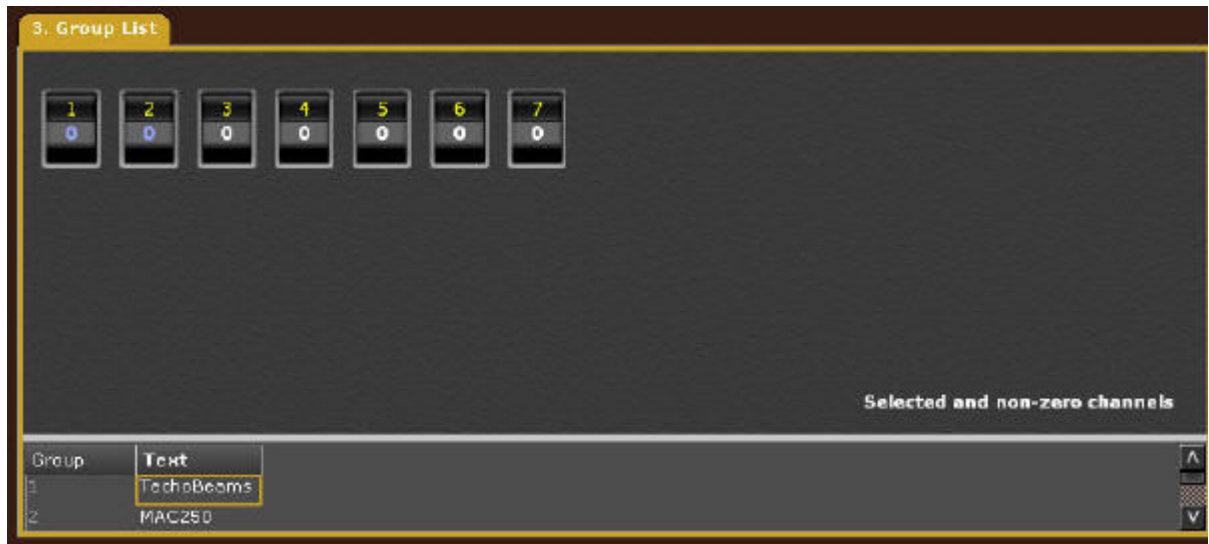 3. Group List
1 2 3 4 5 6 7
0 0 0 0 0 0 0
Selected and non-zero channels
Group Text
1 TechoBeams
2 MAC250